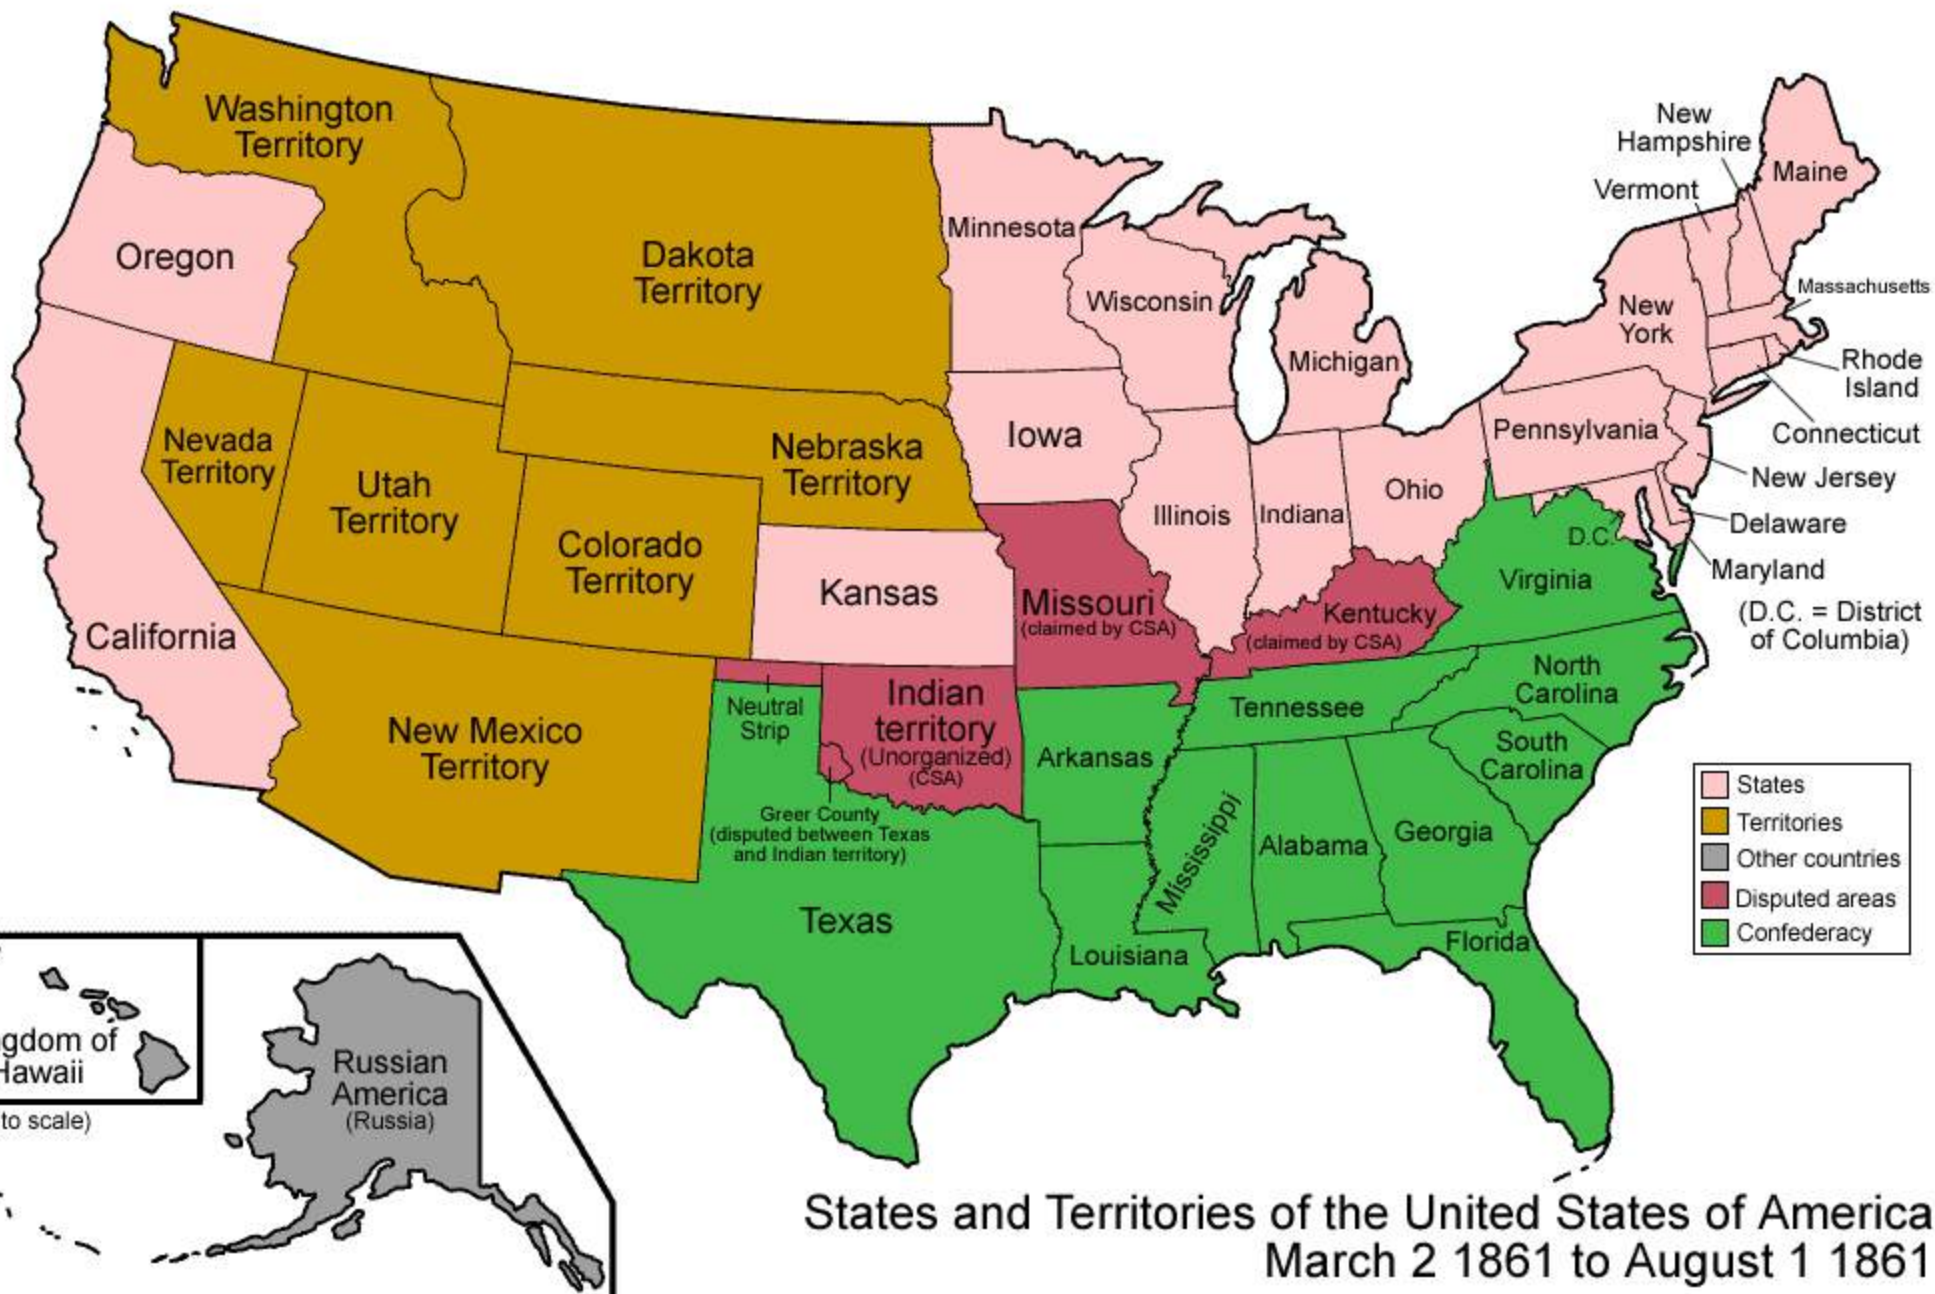 Washington
Territory
Oregon
Dakota
Territory
Minnesota
Wisconsin
Michigan
New
Hampshire
Vermont
Maine
Massachusetts
New
York
Rhode
Island
Connecticut
Pennsylvania
New Jersey
Delaware
Maryland
(D.C. = District
of Columbia)
D.C.
Nevada
Territory
Utah
Territory
Nebraska
Territory
Iowa
Illinois
Indiana
Ohio
Virginia
Colorado
Territory
Kansas
Missouri
(claimed by CSA)
Kentucky
(claimed by CSA)
California
New Mexico
Territory
Neutral
Strip
Indian
territory
(Unorganized)
(CSA)
Arkansas
Tennessee
North
Carolina
South
Carolina
Greer County
(disputed between Texas
and Indian territory)
Texas
Louisiana
Mississippi
Alabama
Georgia
Florida
States
Territories
Other countries
Disputed areas
Confederacy
gdom of
Hawaii
to scale)
Russian
America
(Russia)
States and Territories of the United States of America
March 2 1861 to August 1 1861